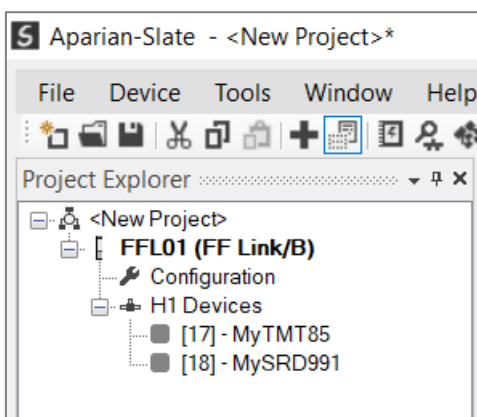 Aparian-Slate - <New Project>*
File Device Tools Window Help
Project Explorer
<New Project>
FFL01 (FF Link/B)
Configuration
H1 Devices
[17] - MyTMT85
[18] - MySRD991